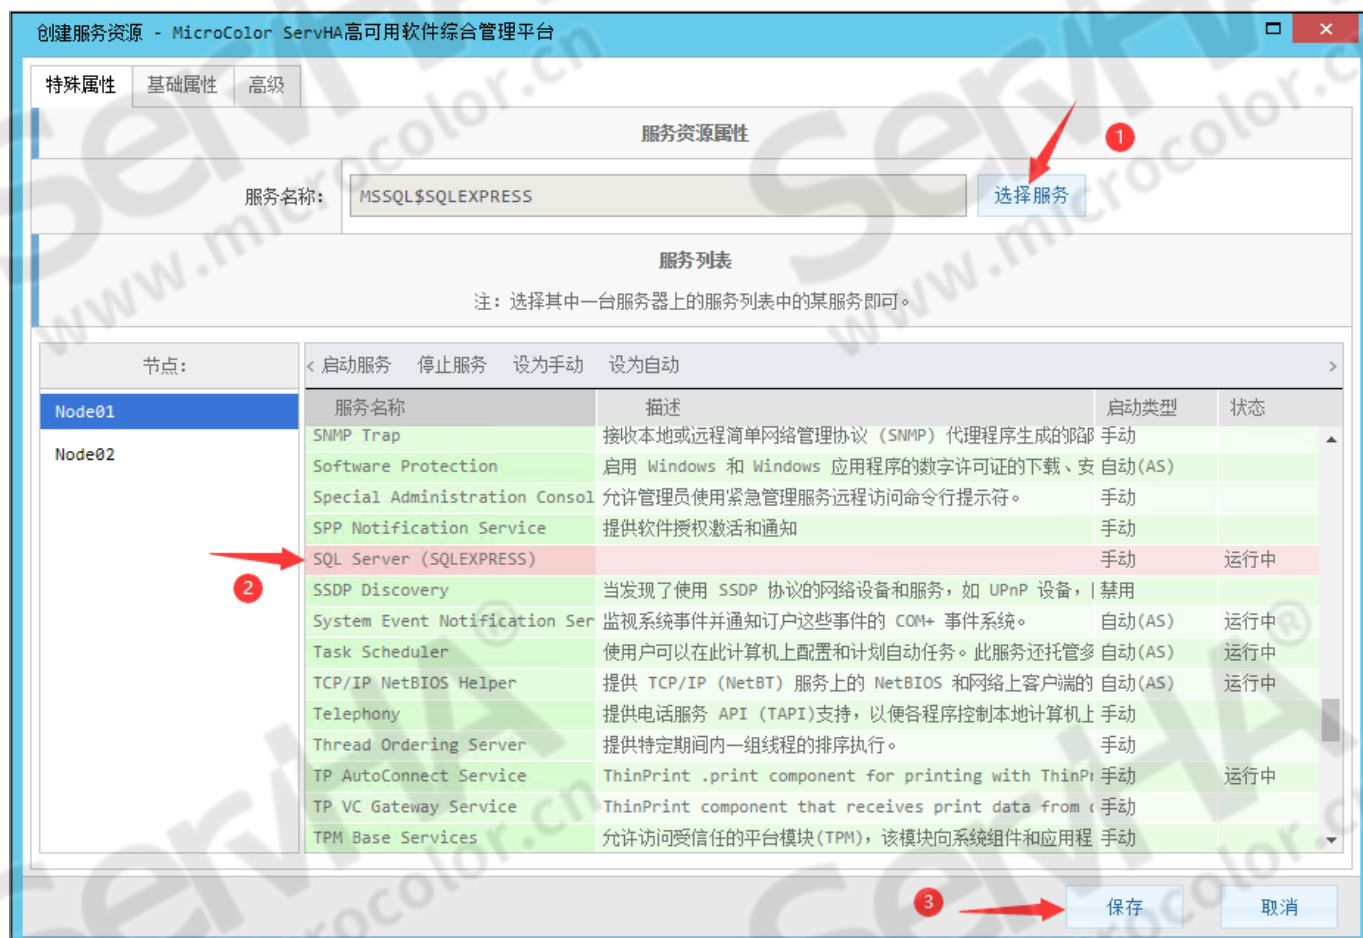 创建服务资源 - MicroColor ServHA高可用软件综合管理平台
特殊属性 基础属性 高级
服务资源属性
1
服务名称: MSSQL$SQLEXPRESS 选择服务
服务列表
注: 选择其中一台服务器上的服务列表中的某服务即可。
节点: < 启动服务 停止服务 设为手动 设为自动 >
Node01
Node02
服务名称 描述 启动类型 状态
SNMP Trap 接收本地或远程简单网络管理协议 (SNMP) 代理程序生成的陷阱 手动
Software Protection 启用 Windows 和 Windows 应用程序的数字许可证的下载、安 自动(AS)
Special Administration Consol 允许管理员使用紧急管理服务远程访问命令行提示符。 手动
SPP Notification Service 提供软件授权激活和通知 手动
SQL Server (SQLEXPRESS) 手动 运行中
2
SSDP Discovery 当发现了使用 SSDP 协议的网络设备和服务，如 UPnP 设备， 禁用
System Event Notification Ser 监视系统事件并通知订户这些事件的 COM+ 事件系统。 自动(AS) 运行中
Task Scheduler 使用户可以在此计算机上配置和计划自动任务。此服务还托管多 自动(AS) 运行中
TCP/IP NetBIOS Helper 提供 TCP/IP (NetBT) 服务上的 NetBIOS 和网络上客户端的 自动(AS) 运行中
Telephony 提供电话服务 API (TAPI)支持，以便各程序控制本地计算机上 手动
Thread Ordering Server 提供特定期间内一组线程的排序执行。 手动
TP AutoConnect Service ThinPrint .print component for printing with ThinPr 手动 运行中
TP VC Gateway Service ThinPrint component that receives print data from 手动
TPM Base Services 允许访问受信任的平台模块(TPM)，该模块向系统组件和应用程 手动
3
保存 取消
ServHA®
www.microcolor.cn